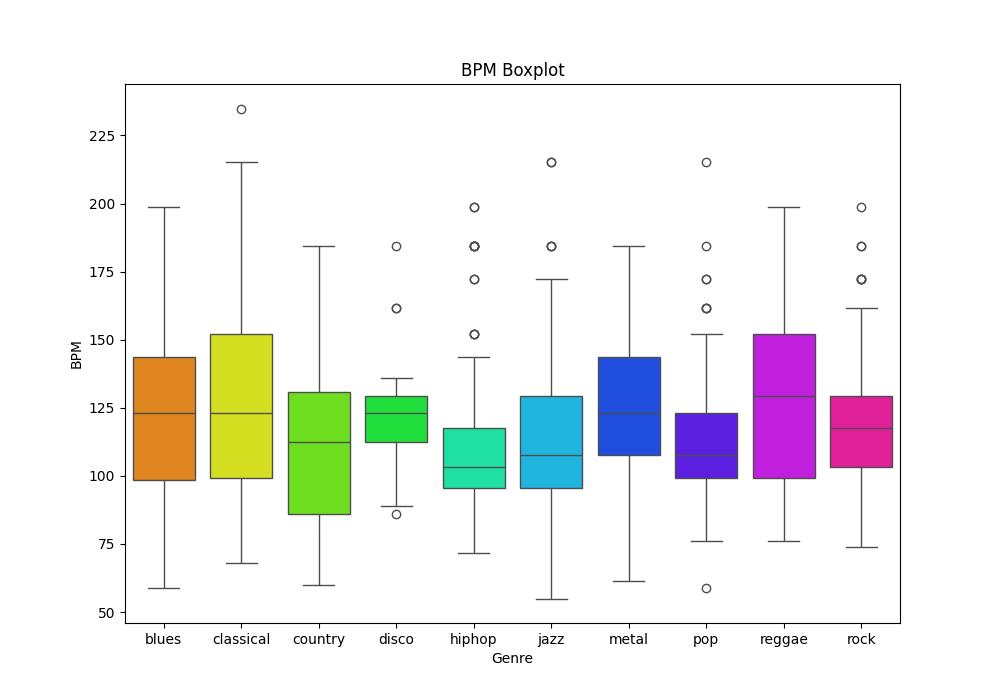 BPM Boxplot
225
200
175
150
125
100
75
50
BPM
blues classical country disco hiphop jazz metal pop reggae rock
Genre